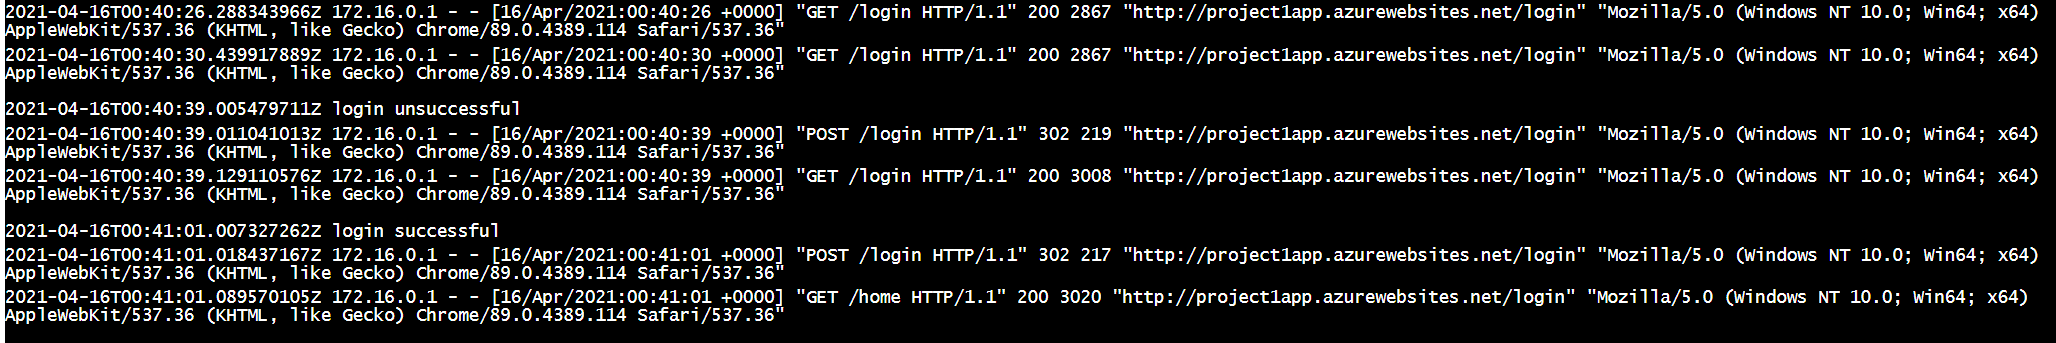 2021-04-16T00:40:26.288343966Z 172.16.0.1 - - [16/Apr/2021:00:40:26 +0000] "GET /login HTTP/1.1" 200 2867 "http://project1app.azurewebsites.net/login" "Mozilla/5.0 (Windows NT 10.0; Win64; x64)
AppleWebKit/537.36 (KHTML, like Gecko) Chrome/89.0.4389.114 Safari/537.36"
2021-04-16T00:40:30.439917889Z 172.16.0.1 - - [16/Apr/2021:00:40:30 +0000] "GET /login HTTP/1.1" 200 2867 "http://project1app.azurewebsites.net/login" "Mozilla/5.0 (Windows NT 10.0; Win64; x64)
AppleWebKit/537.36 (KHTML, like Gecko) Chrome/89.0.4389.114 Safari/537.36"
2021-04-16T00:40:39.005479711Z login unsuccessful
2021-04-16T00:40:39.011041013Z 172.16.0.1 - - [16/Apr/2021:00:40:39 +0000] "POST /login HTTP/1.1" 302 219 "http://project1app.azurewebsites.net/login" "Mozilla/5.0 (Windows NT 10.0; Win64; x64)
AppleWebKit/537.36 (KHTML, like Gecko) Chrome/89.0.4389.114 Safari/537.36"
2021-04-16T00:40:39.129110576Z 172.16.0.1 - - [16/Apr/2021:00:40:39 +0000] "GET /login HTTP/1.1" 200 3008 "http://project1app.azurewebsites.net/login" "Mozilla/5.0 (Windows NT 10.0; Win64; x64)
AppleWebKit/537.36 (KHTML, like Gecko) Chrome/89.0.4389.114 Safari/537.36"
2021-04-16T00:41:01.007327262Z login successful
2021-04-16T00:41:01.018437167Z 172.16.0.1 - - [16/Apr/2021:00:41:01 +0000] "POST /login HTTP/1.1" 302 217 "http://project1app.azurewebsites.net/login" "Mozilla/5.0 (Windows NT 10.0; Win64; x64)
AppleWebKit/537.36 (KHTML, like Gecko) Chrome/89.0.4389.114 Safari/537.36"
2021-04-16T00:41:01.089570105Z 172.16.0.1 - - [16/Apr/2021:00:41:01 +0000] "GET /home HTTP/1.1" 200 3020 "http://project1app.azurewebsites.net/login" "Mozilla/5.0 (Windows NT 10.0; Win64; x64)
AppleWebKit/537.36 (KHTML, like Gecko) Chrome/89.0.4389.114 Safari/537.36"